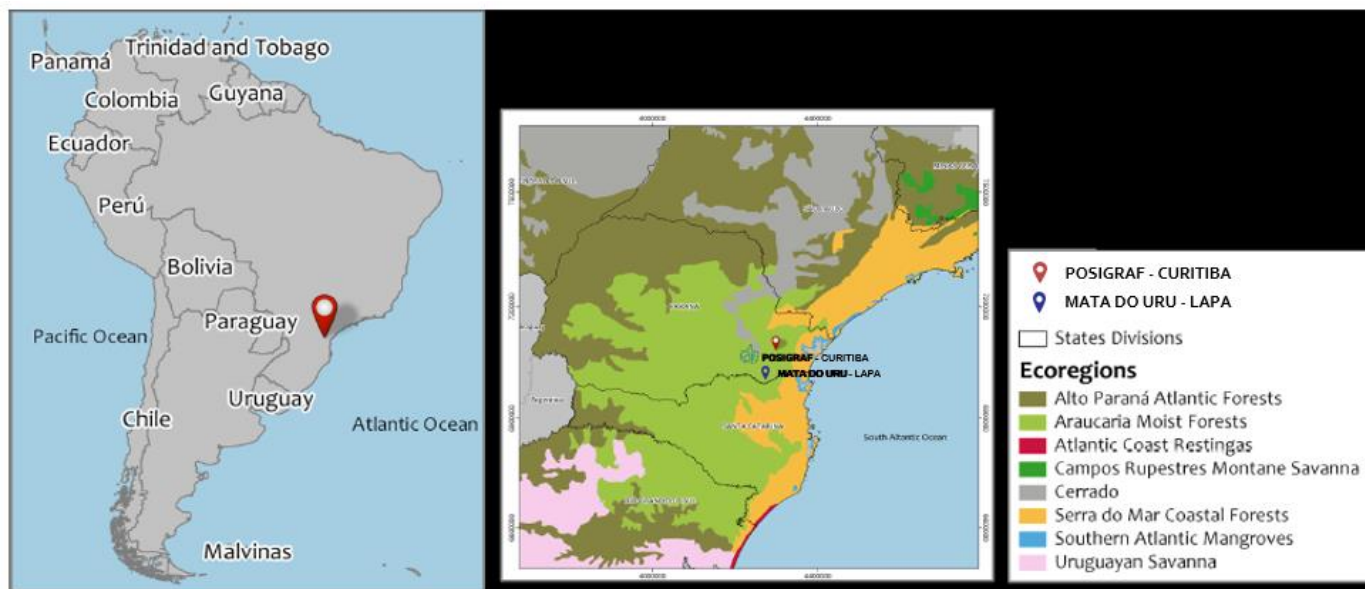 Trinidad and Tobago
Panamá
Guyana
Colombia
Ecuador
Perú
Bolivia
Paraguay
Pacific Ocean
Uruguay
Chile
Atlantic Ocean
Malvinas
PARANÁ
POSIGRAF - CURITIBA
MATA DO URU - LAPA
SANTA CATARINA
South Atlantic Ocean
POSIGRAF - CURITIBA
MATA DO URU - LAPA
States Divisions
Ecoregions
Alto Paraná Atlantic Forests
Araucaria Moist Forests
Atlantic Coast Restingas
Campos Rupestres Montane Savanna
Cerrado
Serra do Mar Coastal Forests
Southern Atlantic Mangroves
Uruguayan Savanna